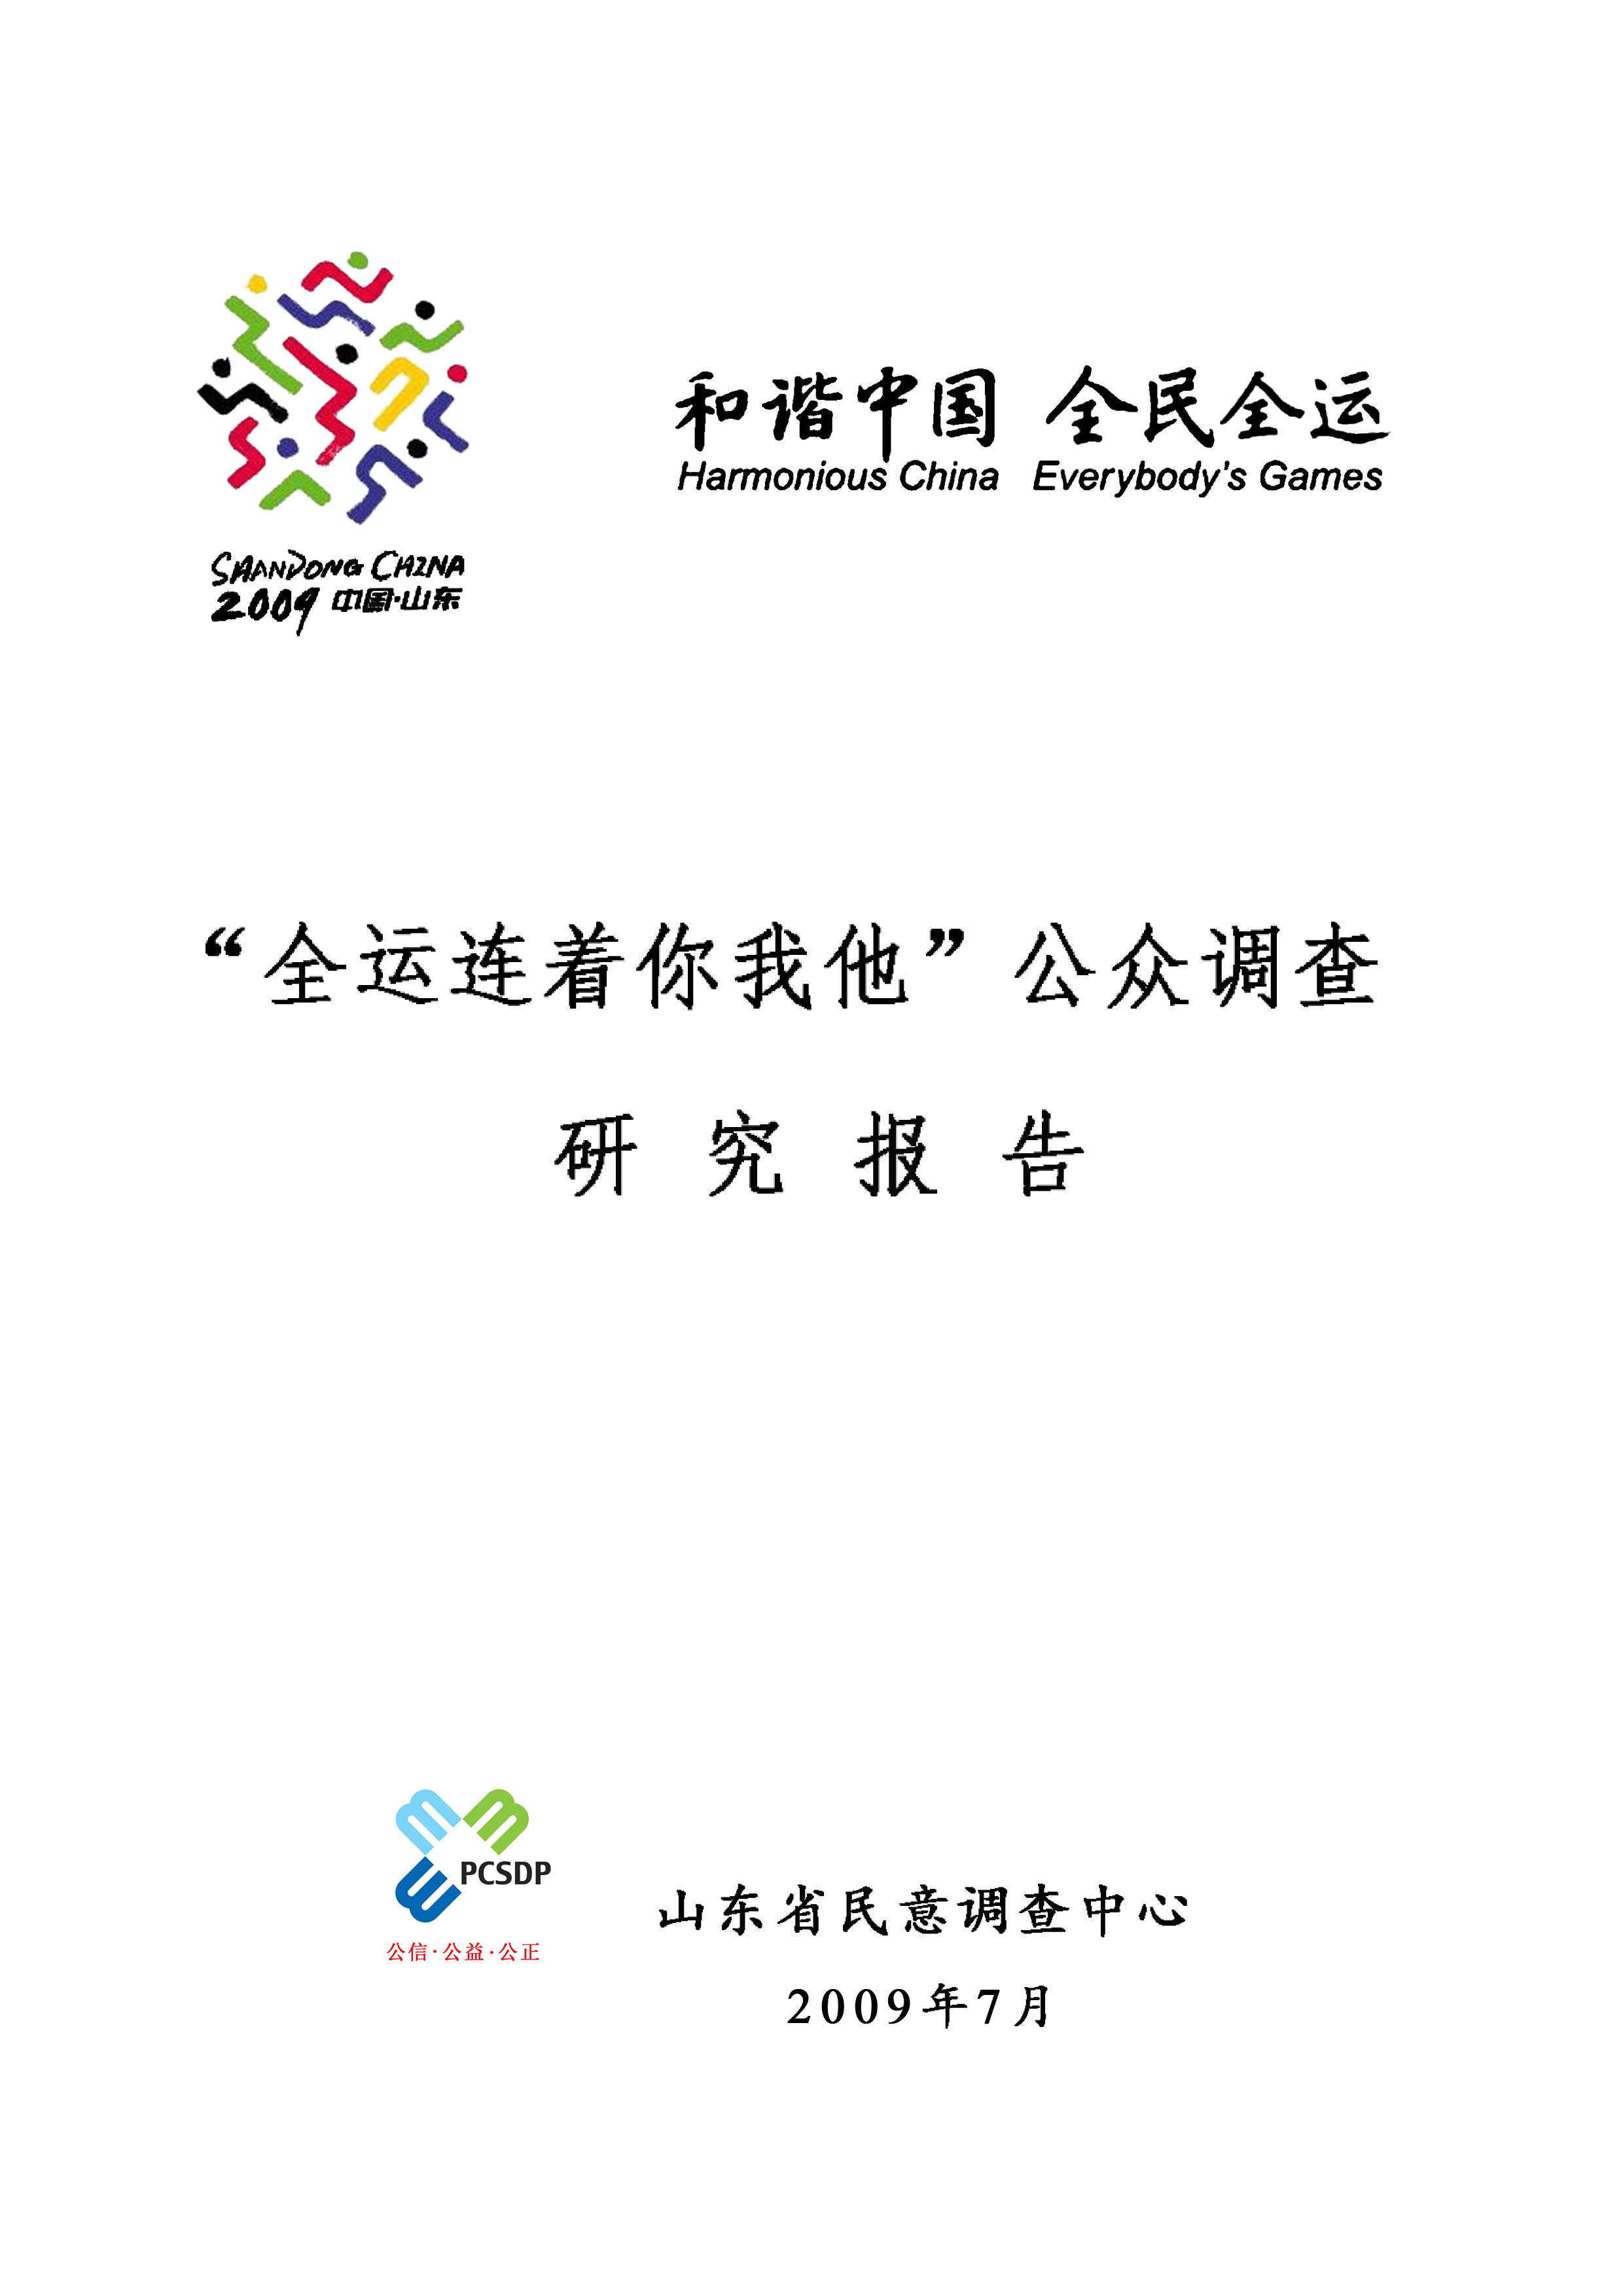 和谐中国 全民全运
Harmonious China Everybody's Games
SHANDONG CHINA
2009 中国·山东
“全运连着你我他”公众调查
研究报告
PCSDP
公信·公益·公正
山东省民意调查中心
2009年7月